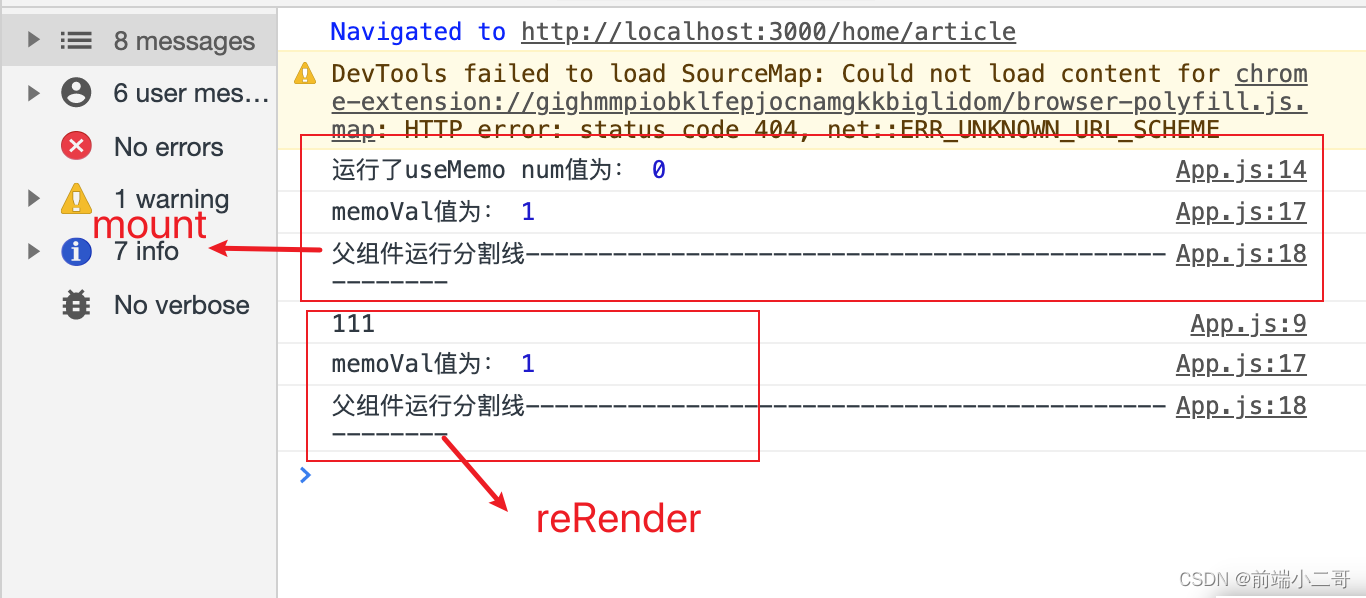 8 messages
6 user mes...
No errors
1 warning
mount
7 info
No verbose
Navigated to http://localhost:3000/home/article
DevTools failed to load SourceMap: Could not load content for chrom
e-extension://gighmmpiobklfepjocnamgkkbiglidom/browser-polyfill.js.
map: HTTP error: status code 404, net::ERR_UNKNOWN_URL_SCHEME
运行了useMemo num值为： 0 App.js:14
memoVal值为： 1 App.js:17
父组件运行分割线-------------------------------------------- App.js:18
--------
111 App.js:9
memoVal值为： 1 App.js:17
父组件运行分割线-------------------------------------------- App.js:18
--------
reRender
CSDN @前端小二哥